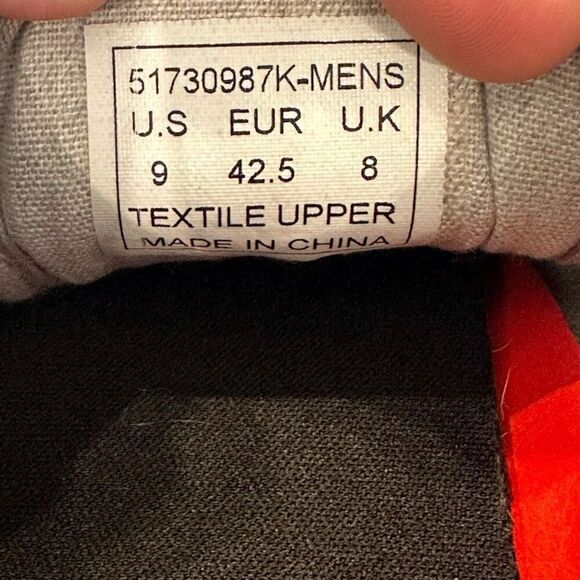 51730987K-MENS
U.S EUR U.K
9 42.5 8
TEXTILE UPPER
MADE IN CHINA